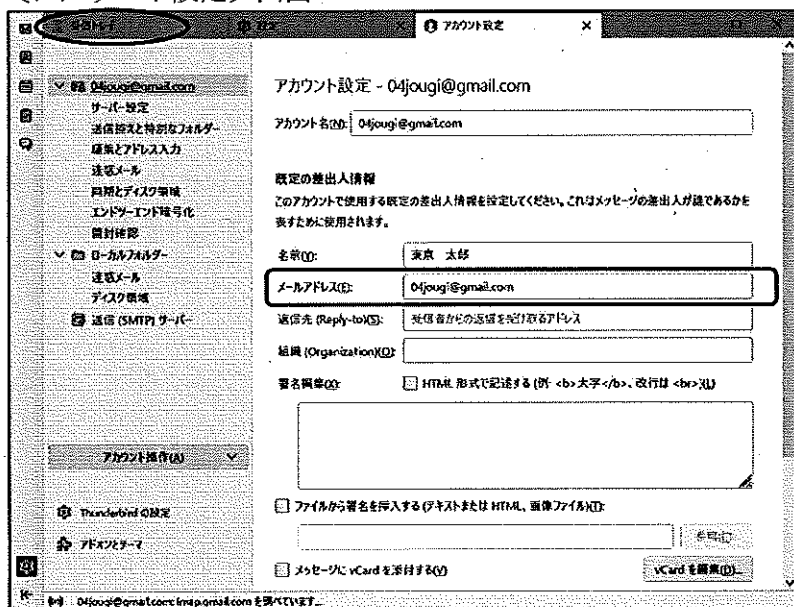 アカウント設定
04jougi@gmail.com
サーバー設定
送信控えと特別なフォルダー
編集とアドレス入力
迷惑メール
同期とディスク領域
エンドツーエンド暗号化
開封確認
ローカルフォルダー
迷惑メール
ディスク領域
送信 (SMTP) サーバー
アカウント操作(A)
Thunderbird の設定
アドオンとテーマ
アカウント設定 - 04jougi@gmail.com
アカウント名(N): 04jougi@gmail.com
既定の差出人情報
このアカウントで使用する既定の差出人情報を設定してください。これはメッセージの差出人が誰であるかを
表すために使用されます。
名前(Y): 東京 太郎
メールアドレス(E): 04jougi@gmail.com
返信先 (Reply-to)(S): 受信者からの返信を受け取るアドレス
組織 (Organization)(O):
署名編集(X): HTML 形式で記述する (例: <b>太字</b>、改行は <br>)(L)
ファイルから署名を挿入する (テキストまたは HTML、画像ファイル)(T):
参照(C)
メッセージに vCard を添付する(V)
vCard を編集(D)...
04jougi@gmail.com: imap.gmail.com を調べています...